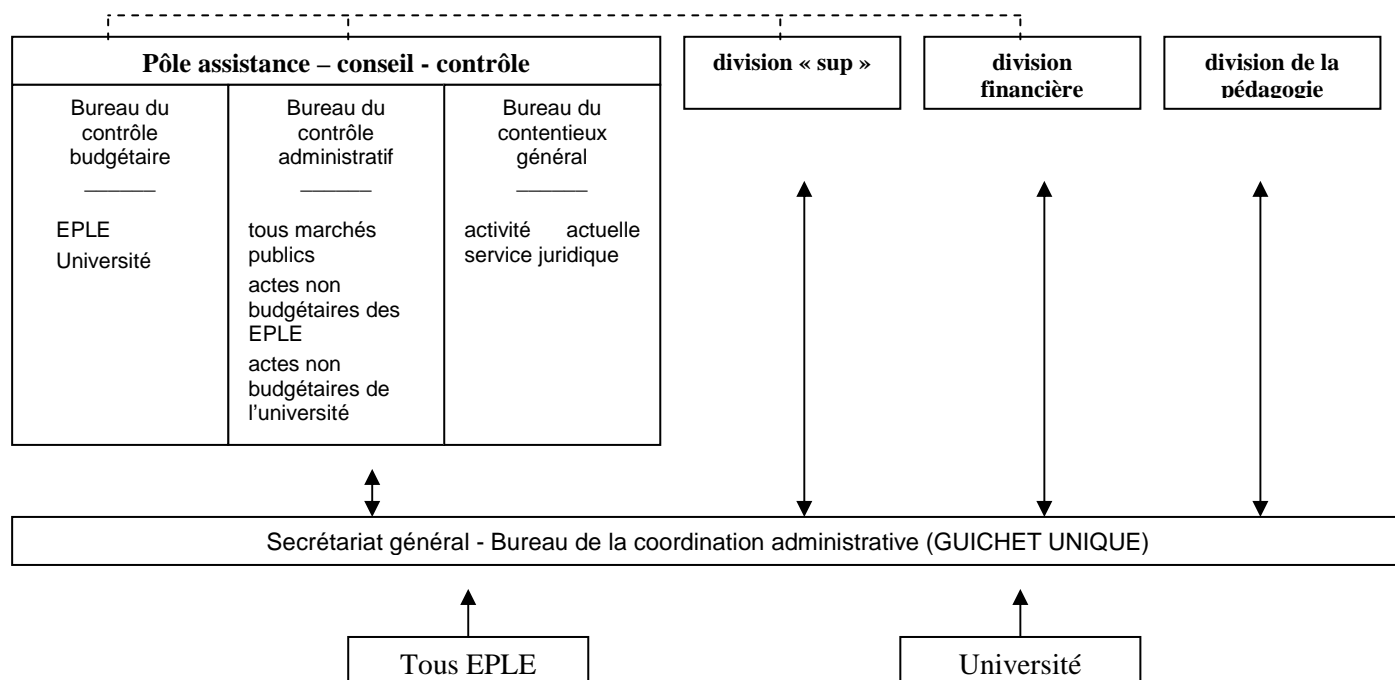 Pôle assistance – conseil - contrôle
Bureau du
contrôle
budgétaire
EPLE
Université
Bureau du
contrôle
administratif
tous marchés
publics
actes non
budgétaires des
EPLE
actes non
budgétaires de
l'université
Bureau du
contentieux
général
activité actuelle
service juridique
division « sup »
division
financière
division de la
pédagogie
Secrétariat général - Bureau de la coordination administrative (GUICHET UNIQUE)
Tous EPLE
Université